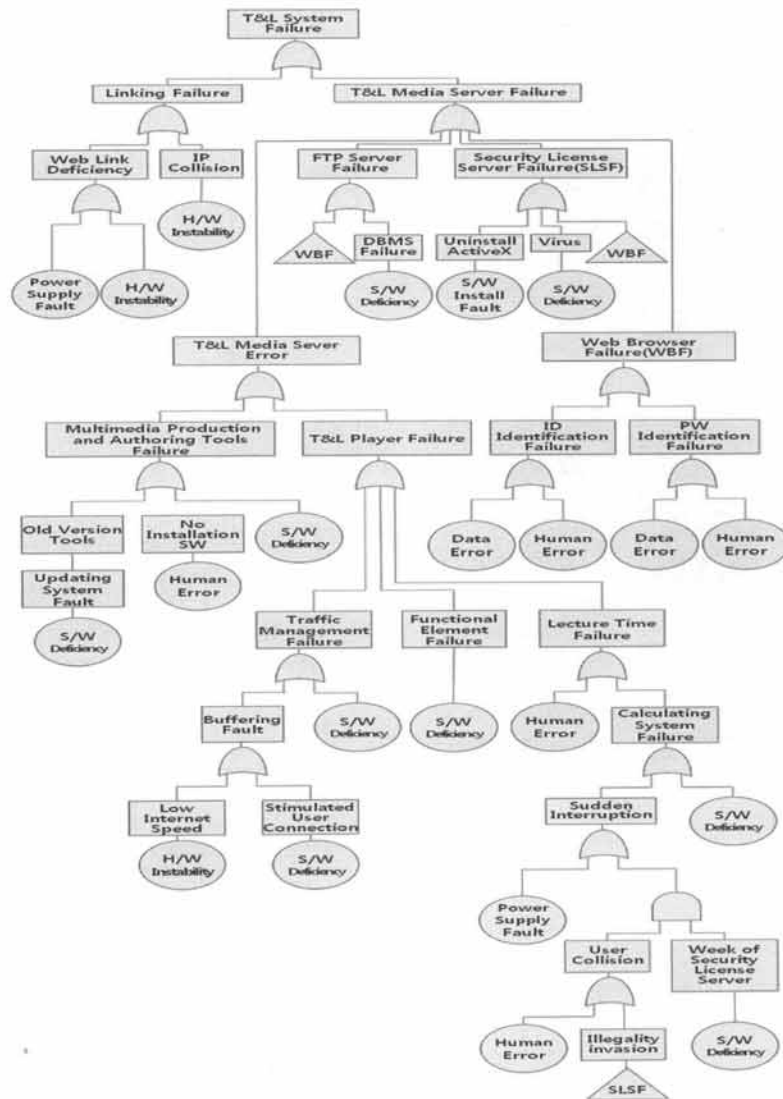 T&L System
Failure
Linking Failure
T&L Media Server Failure
Web Link
Deficiency
IP
Collision
FTP Server
Failure
Security License
Server Failure(SLSF)
H/W
Instability
WBF
DBMS
Failure
Uninstall
ActiveX
Virus
WBF
Power
Supply
Fault
H/W
Instability
S/W
Deficiency
S/W
Install
Fault
S/W
Deficiency
T&L Media Sever
Error
Web Browser
Failure(WBF)
Multimedia Production
and Authoring Tools
Failure
T&L Player Failure
ID
Identification
Failure
PW
Identification
Failure
Old Version
Tools
No
Installation
SW
S/W
Deficiency
Data
Error
Human
Error
Data
Error
Human
Error
Updating
System
Fault
Human
Error
S/W
Deficiency
Traffic
Management
Failure
Functional
Element
Failure
Lecture Time
Failure
Buffering
Fault
S/W
Deficiency
S/W
Deficiency
Human
Error
Calculating
System
Failure
Low
Internet
Speed
Stimulated
User
Connection
Sudden
Interruption
S/W
Deficiency
H/W
Instability
S/W
Deficiency
Power
Supply
Fault
User
Collision
Week of
Security
License
Server
Human
Error
Illegality
invasion
S/W
Deficiency
SLSF